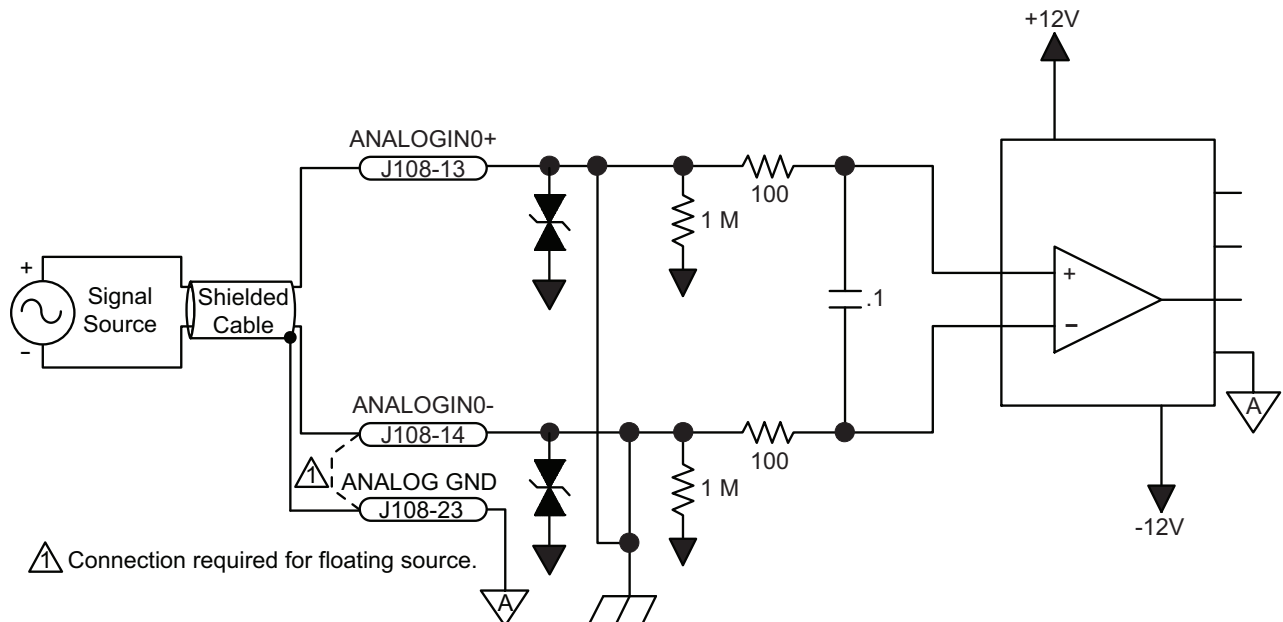 +12V
ANALOGIN0+
J108-13
100
1 M
+
Signal
Source
-
Shielded
Cable
.1
+
-
A
ANALOGIN0-
J108-14
100
1
ANALOG GND
J108-23
1 M
-12V
1 Connection required for floating source.
A